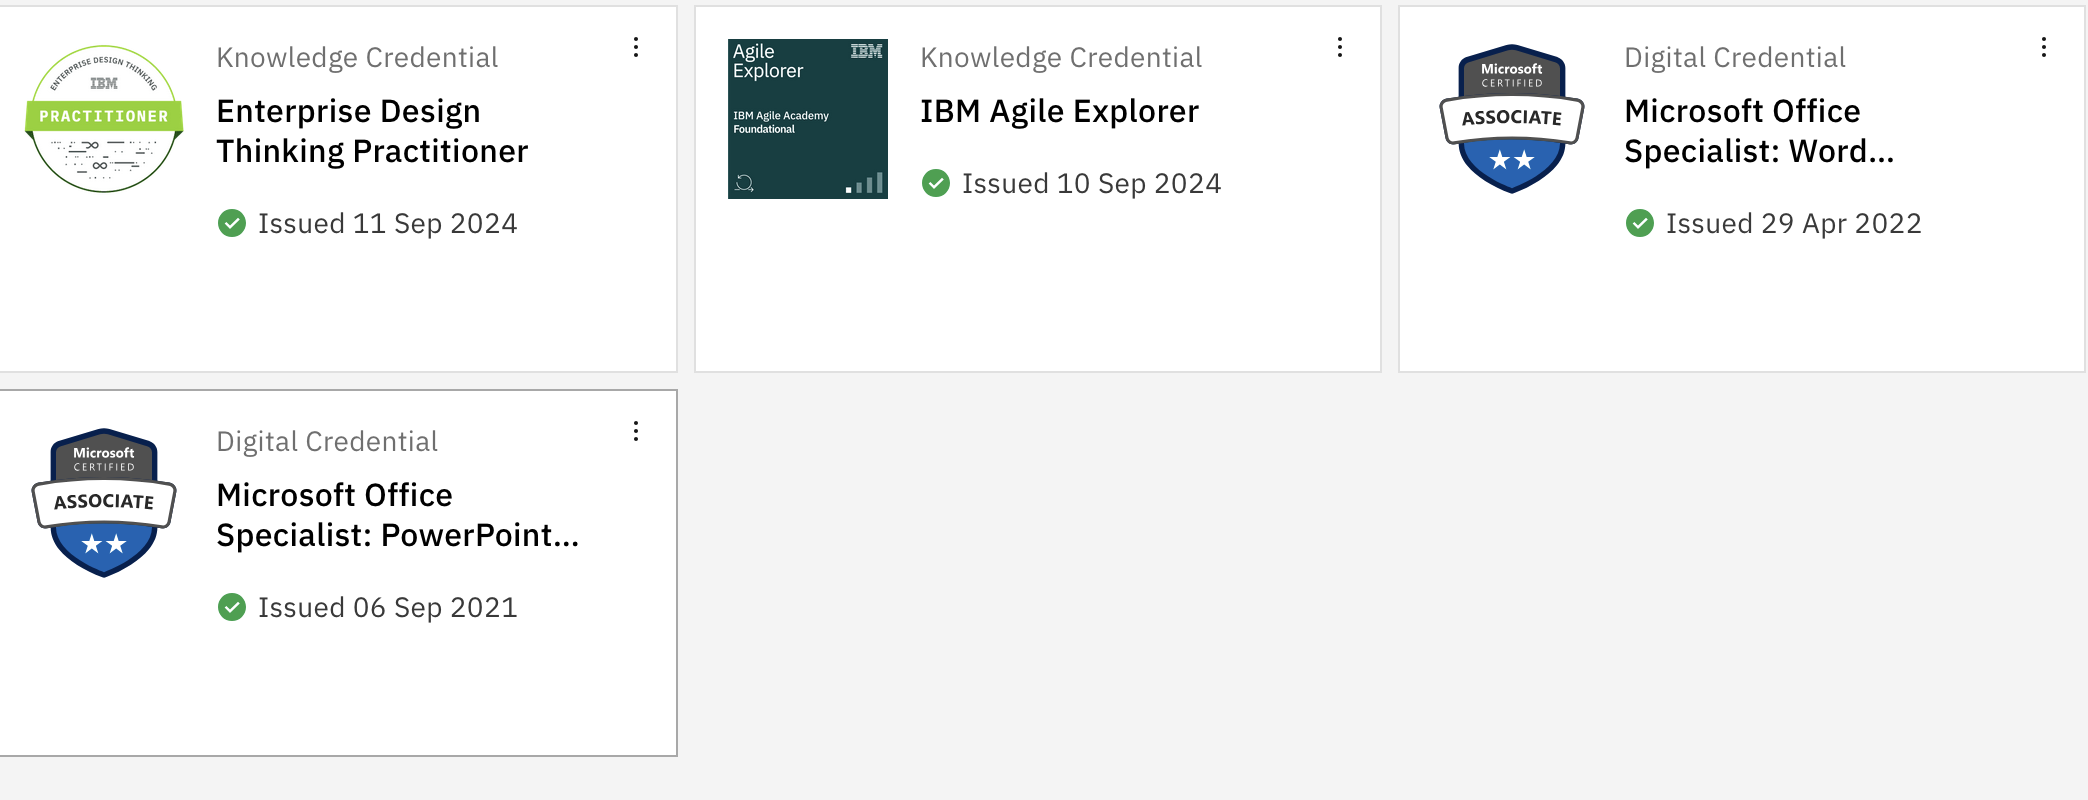 ENTERPRISE DESIGN THINKING
IBM
PRACTITIONER
Knowledge Credential
Enterprise Design
Thinking Practitioner
Issued 11 Sep 2024
Agile
Explorer
IBM
IBM Agile Academy
Foundational
Knowledge Credential
IBM Agile Explorer
Issued 10 Sep 2024
Microsoft
CERTIFIED
ASSOCIATE
Digital Credential
Microsoft Office
Specialist: Word...
Issued 29 Apr 2022
Microsoft
CERTIFIED
ASSOCIATE
Digital Credential
Microsoft Office
Specialist: PowerPoint...
Issued 06 Sep 2021